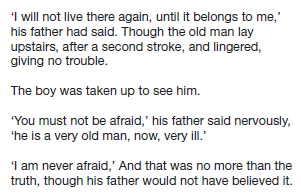 ‘I will not live there again, until it belongs to me,’
his father had said. Though the old man lay
upstairs, after a second stroke, and lingered,
giving no trouble.
The boy was taken up to see him.
‘You must not be afraid,’ his father said nervously,
‘he is a very old man, now, very ill.’
‘I am never afraid,’ And that was no more than the
truth, though his father would not have believed it.